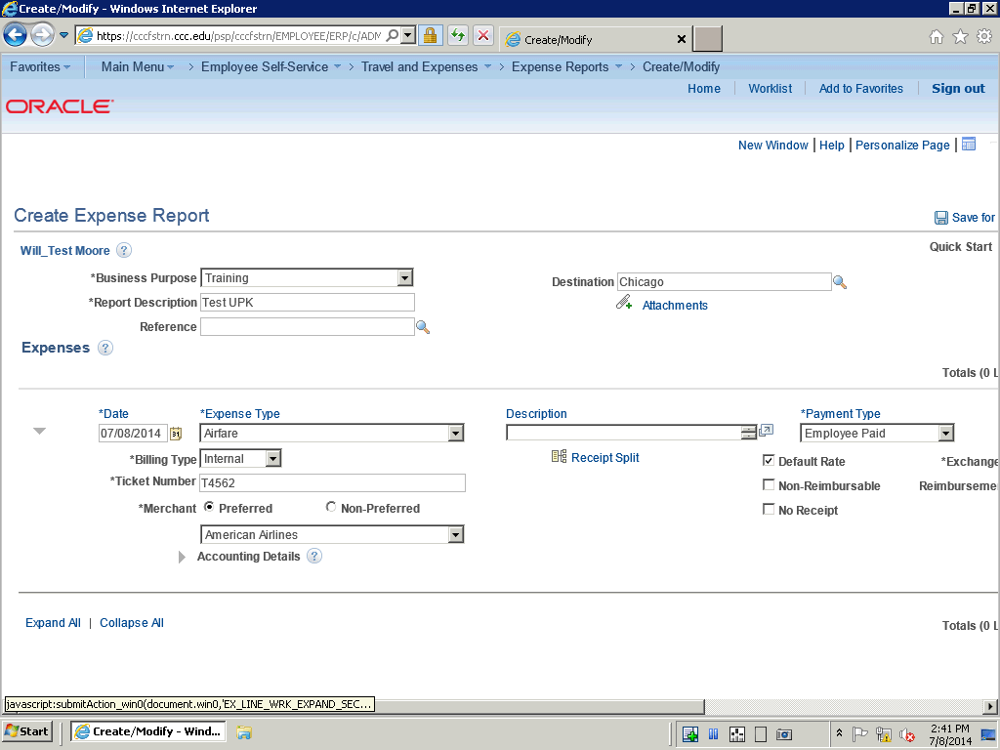 Create/Modify - Windows Internet Explorer
https://cccfstrn.ccc.edu/psp/cccfstrn/EMPLOYEE/ERP/c/ADM
Create/Modify
Favorites Main Menu > Employee Self-Service > Travel and Expenses > Expense Reports > Create/Modify
Home Worklist Add to Favorites Sign out
ORACLE
New Window | Help | Personalize Page |
Create Expense Report
Save for
Will_Test Moore ?
Quick Start
*Business Purpose Training
Destination Chicago
*Report Description Test UPK
Attachments
Reference
Expenses ?
Totals (0 L
*Date *Expense Type Description *Payment Type
07/08/2014 31 Airfare Employee Paid
*Billing Type Internal Receipt Split Default Rate *Exchange
*Ticket Number T4562 Non-Reimbursable Reimburseme
*Merchant Preferred Non-Preferred No Receipt
American Airlines
Accounting Details ?
Expand All | Collapse All
Totals (0 L
javascript:submitAction_win0(document.win0,'EX_LINE_WRK_EXPAND_SEC...
Start Create/Modify - Wind... 2:41 PM
7/8/2014